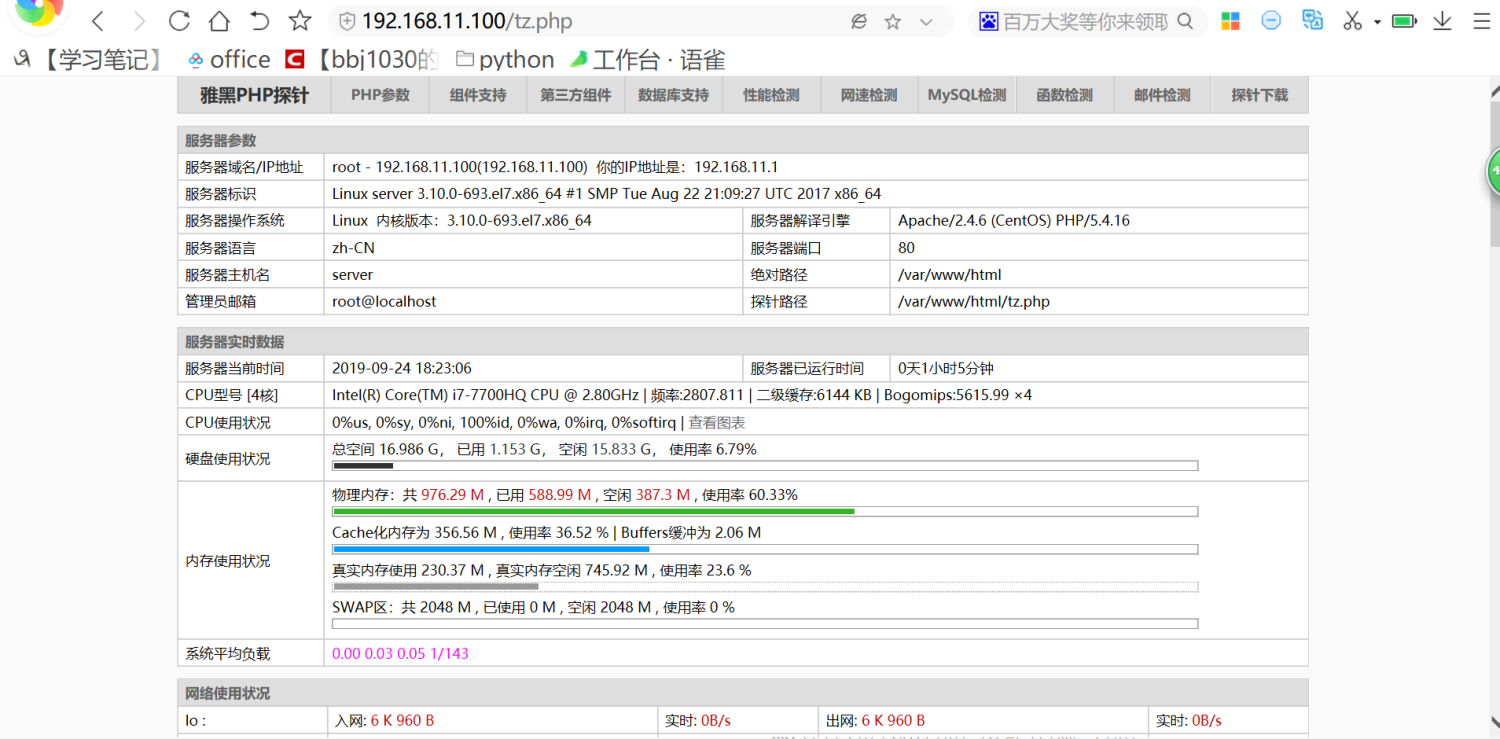 192.168.11.100/tz.php 百万大奖等你来领取
【学习笔记】 office 【bbj1030的 python 工作台 · 语雀
雅黑PHP探针 PHP参数 组件支持 第三方组件 数据库支持 性能检测 网速检测 MySQL检测 函数检测 邮件检测 探针下载
服务器参数
服务器域名/IP地址 root - 192.168.11.100(192.168.11.100) 你的IP地址是：192.168.11.1
服务器标识 Linux server 3.10.0-693.el7.x86_64 #1 SMP Tue Aug 22 21:09:27 UTC 2017 x86_64
服务器操作系统 Linux 内核版本：3.10.0-693.el7.x86_64 服务器解译引擎 Apache/2.4.6 (CentOS) PHP/5.4.16
服务器语言 zh-CN 服务器端口 80
服务器主机名 server 绝对路径 /var/www/html
管理员邮箱 root@localhost 探针路径 /var/www/html/tz.php
服务器实时数据
服务器当前时间 2019-09-24 18:23:06 服务器已运行时间 0天1小时5分钟
CPU型号 [4核] Intel(R) Core(TM) i7-7700HQ CPU @ 2.80GHz | 频率:2807.811 | 二级缓存:6144 KB | Bogomips:5615.99 ×4
CPU使用状况 0%us, 0%sy, 0%ni, 100%id, 0%wa, 0%irq, 0%softirq | 查看图表
硬盘使用状况 总空间 16.986 G， 已用 1.153 G， 空闲 15.833 G， 使用率 6.79%
内存使用状况 物理内存：共 976.29 M , 已用 588.99 M , 空闲 387.3 M , 使用率 60.33%
Cache化内存为 356.56 M , 使用率 36.52 % | Buffers缓冲为 2.06 M
真实内存使用 230.37 M , 真实内存空闲 745.92 M , 使用率 23.6 %
SWAP区：共 2048 M , 已使用 0 M , 空闲 2048 M , 使用率 0 %
系统平均负载 0.00 0.03 0.05 1/143
网络使用状况
lo : 入网: 6 K 960 B 实时: 0B/s 出网: 6 K 960 B 实时: 0B/s